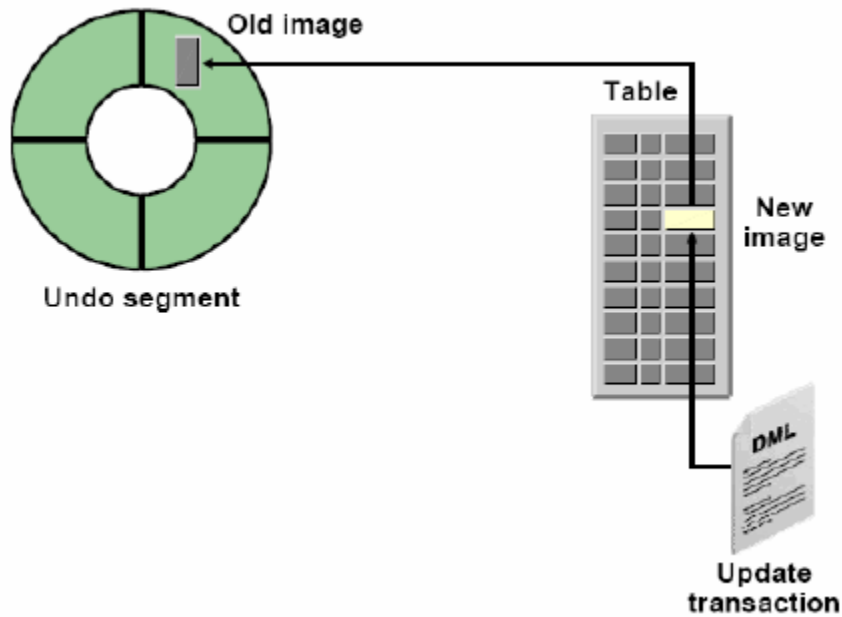 Old image
Table
New
image
Undo segment
DML
Update
transaction